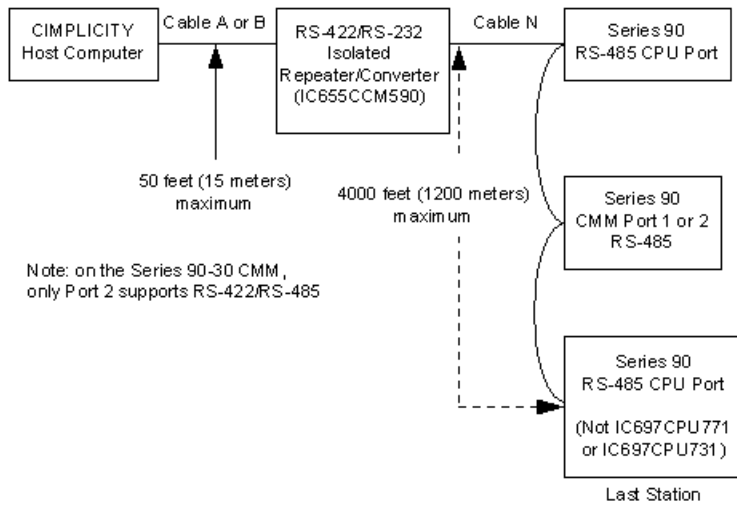 CIMPLICITY
Host Computer
Cable A or B
RS-422/RS-232
Isolated
Repeater/Converter
(IC655CCM590)
Cable N
Series 90
RS-485 CPU Port
50 feet (15 meters)
maximum
4000 feet (1200 meters)
maximum
Series 90
CMM Port 1 or 2
RS-485
Note: on the Series 90-30 CMM,
only Port 2 supports RS-422/RS-485
Series 90
RS-485 CPU Port
(Not IC697CPU771
or IC697CPU731)
Last Station